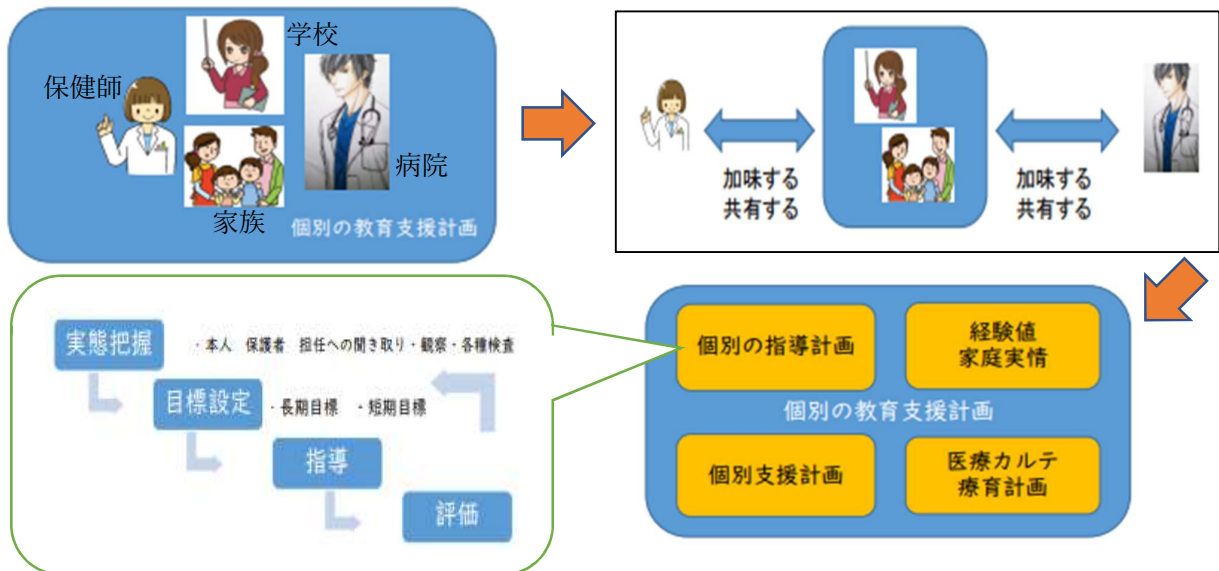 学校
保健師
病院
家族
個別の教育支援計画
加味する
共有する
加味する
共有する
実態把握
・本人 保護者 担任への聞き取り・観察・各種検査
目標設定
・長期目標 ・短期目標
指導
評価
個別の指導計画
経験値
家庭実情
個別の教育支援計画
個別支援計画
医療カルテ
療育計画